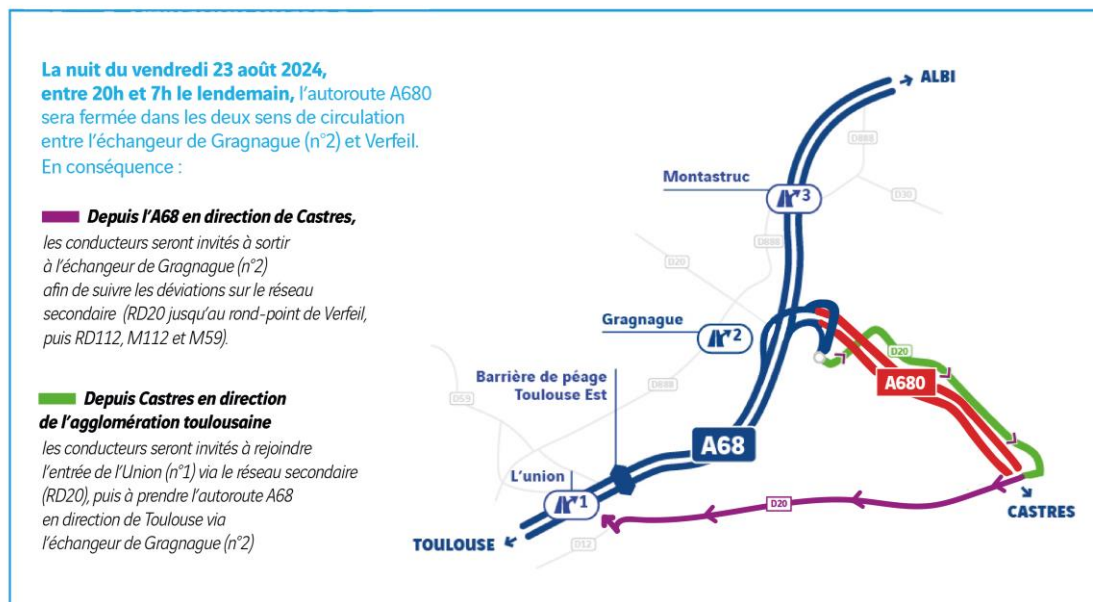 La nuit du vendredi 23 août 2024,
entre 20h et 7h le lendemain, l'autoroute A680
sera fermée dans les deux sens de circulation
entre l'échangeur de Gragnague (n°2) et Verfeil.
En conséquence :
Depuis l'A68 en direction de Castres,
les conducteurs seront invités à sortir
à l'échangeur de Gragnague (n°2)
afin de suivre les déviations sur le réseau
secondaire (RD20 jusqu'au rond-point de Verfeil,
puis RD112, M112 et M59).
Depuis Castres en direction
de l'agglomération toulousaine
les conducteurs seront invités à rejoindre
l'entrée de l'Union (n°1) via le réseau secondaire
(RD20), puis à prendre l'autoroute A68
en direction de Toulouse via
l'échangeur de Gragnague (n°2)
ALBI
D888
Montastruc
3
D30
D888
D20
Gragnague
2
D20
A680
Barrière de péage
Toulouse Est
D888
D59
A68
L'union
1
D20
CASTRES
TOULOUSE
D12